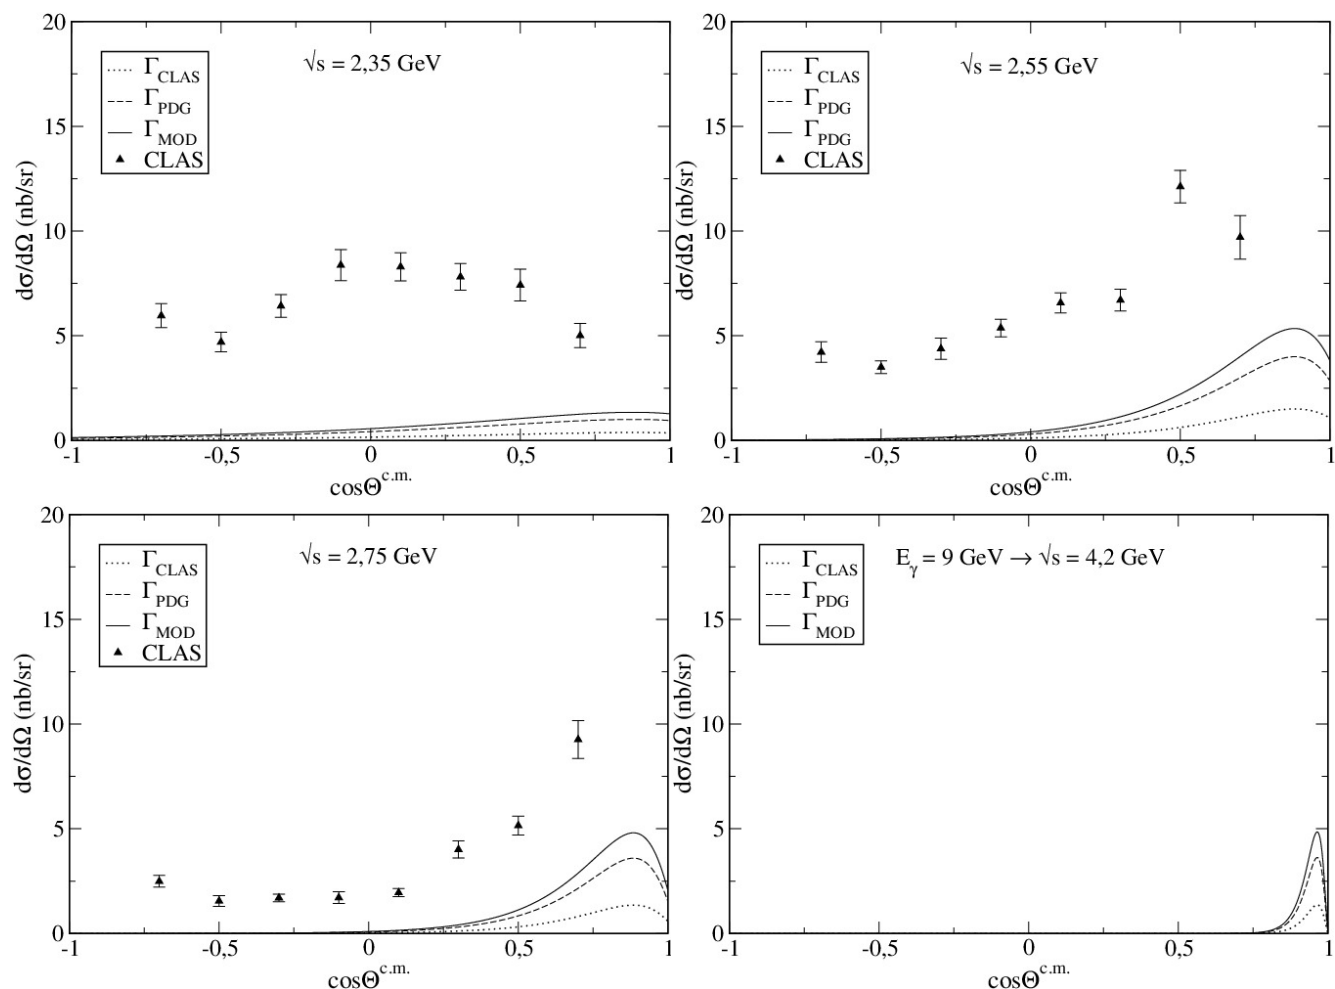 20
15
10
5
0
dσ/dΩ (nb/sr)
Γ_CLAS
Γ_PDG
Γ_MOD
CLAS
√s = 2,35 GeV
-1 -0,5 0 0,5 1
cosΘ^c.m.
20
15
10
5
0
dσ/dΩ (nb/sr)
Γ_CLAS
Γ_PDG
Γ_PDG
CLAS
√s = 2,55 GeV
-1 -0,5 0 0,5 1
cosΘ^c.m.
20
15
10
5
0
dσ/dΩ (nb/sr)
Γ_CLAS
Γ_PDG
Γ_MOD
CLAS
√s = 2,75 GeV
-1 -0,5 0 0,5 1
cosΘ^c.m.
20
15
10
5
0
dσ/dΩ (nb/sr)
Γ_CLAS
Γ_PDG
Γ_MOD
E_γ = 9 GeV → √s = 4,2 GeV
-1 -0,5 0 0,5 1
cosΘ^c.m.